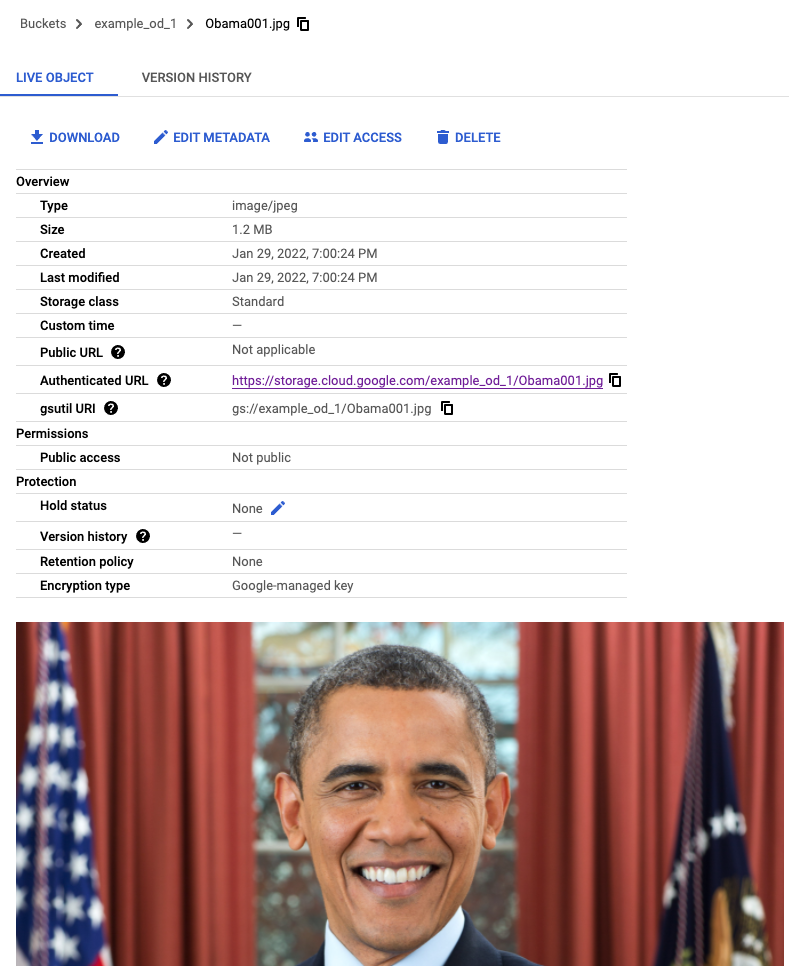 Buckets > example_od_1 > Obama001.jpg
LIVE OBJECT VERSION HISTORY
DOWNLOAD EDIT METADATA EDIT ACCESS DELETE
Overview
Type image/jpeg
Size 1.2 MB
Created Jan 29, 2022, 7:00:24 PM
Last modified Jan 29, 2022, 7:00:24 PM
Storage class Standard
Custom time —
Public URL ? Not applicable
Authenticated URL ? https://storage.cloud.google.com/example_od_1/Obama001.jpg
gsutil URI ? gs://example_od_1/Obama001.jpg
Permissions
Public access Not public
Protection
Hold status None
Version history ? —
Retention policy None
Encryption type Google-managed key